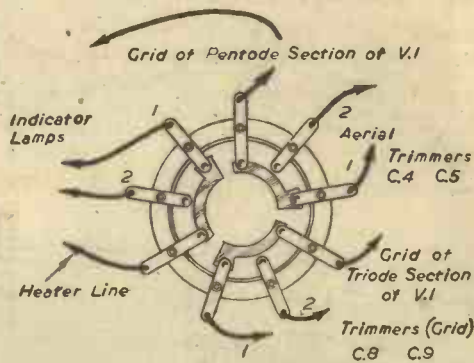 Grid of Pentode Section of V.1
Indicator
Lamps
1
2
Aerial
Trimmers
C.4 C.5
1
2
Heater Line
Grid of
Triode Section
of V.1
Trimmers (Grid)
C.8 C.9
1
2